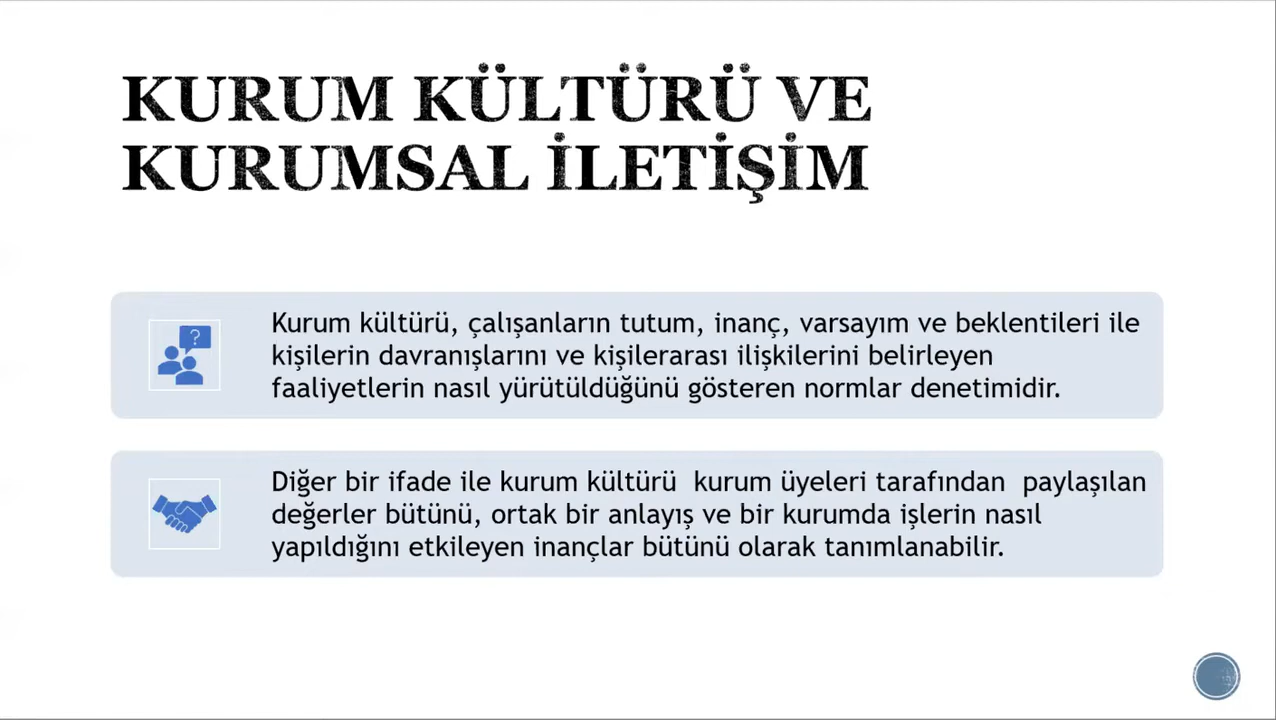 KURUM KÜLTÜRÜ VE
KURUMSAL İLETİŞİM
?
Kurum kültürü, çalışanların tutum, inanç, varsayım ve beklentileri ile
kişilerin davranışlarını ve kişilerarası ilişkilerini belirleyen
faaliyetlerin nasıl yürütüldüğünü gösteren normlar denetimidir.
Diğer bir ifade ile kurum kültürü  kurum üyeleri tarafından  paylaşılan
değerler bütünü, ortak bir anlayış ve bir kurumda işlerin nasıl
yapıldığını etkileyen inançlar bütünü olarak tanımlanabilir.